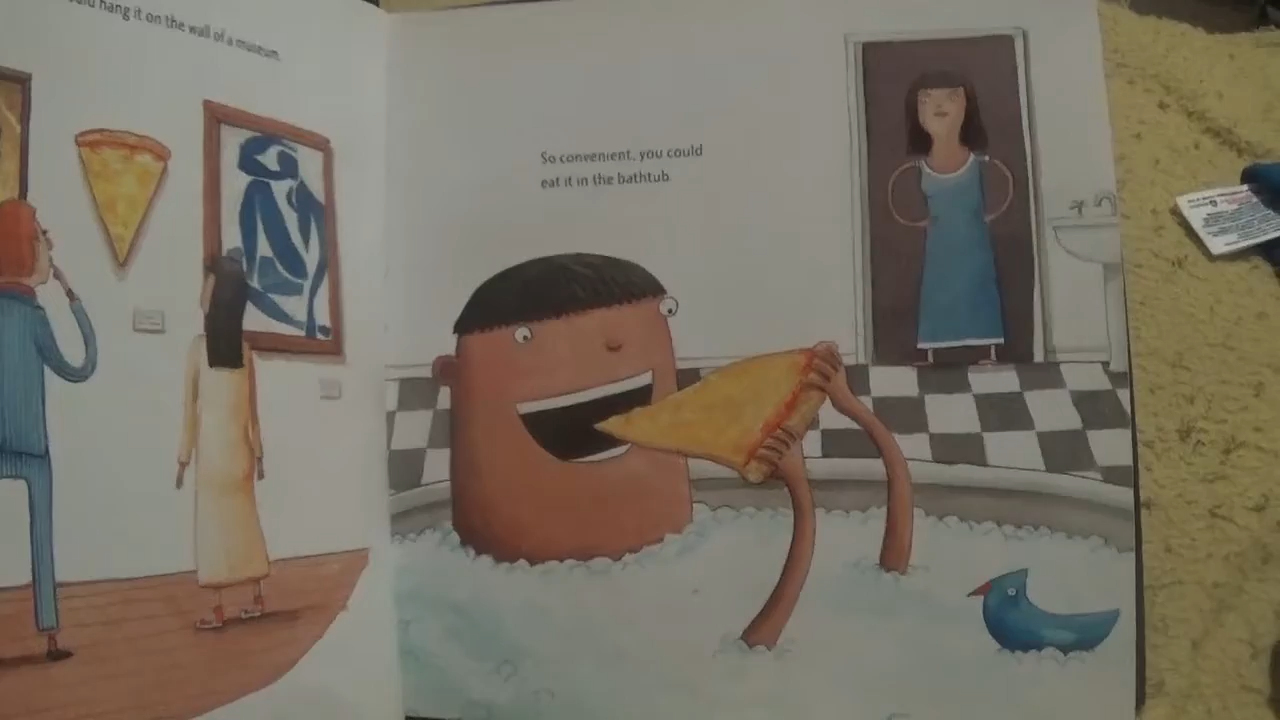 hang it on the wall of a museum.
So convenient, you could
eat it in the bathtub